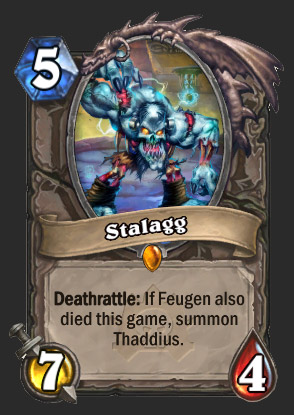 5
Stalagg
Deathrattle: If Feugen also
died this game, summon
Thaddius.
7
4